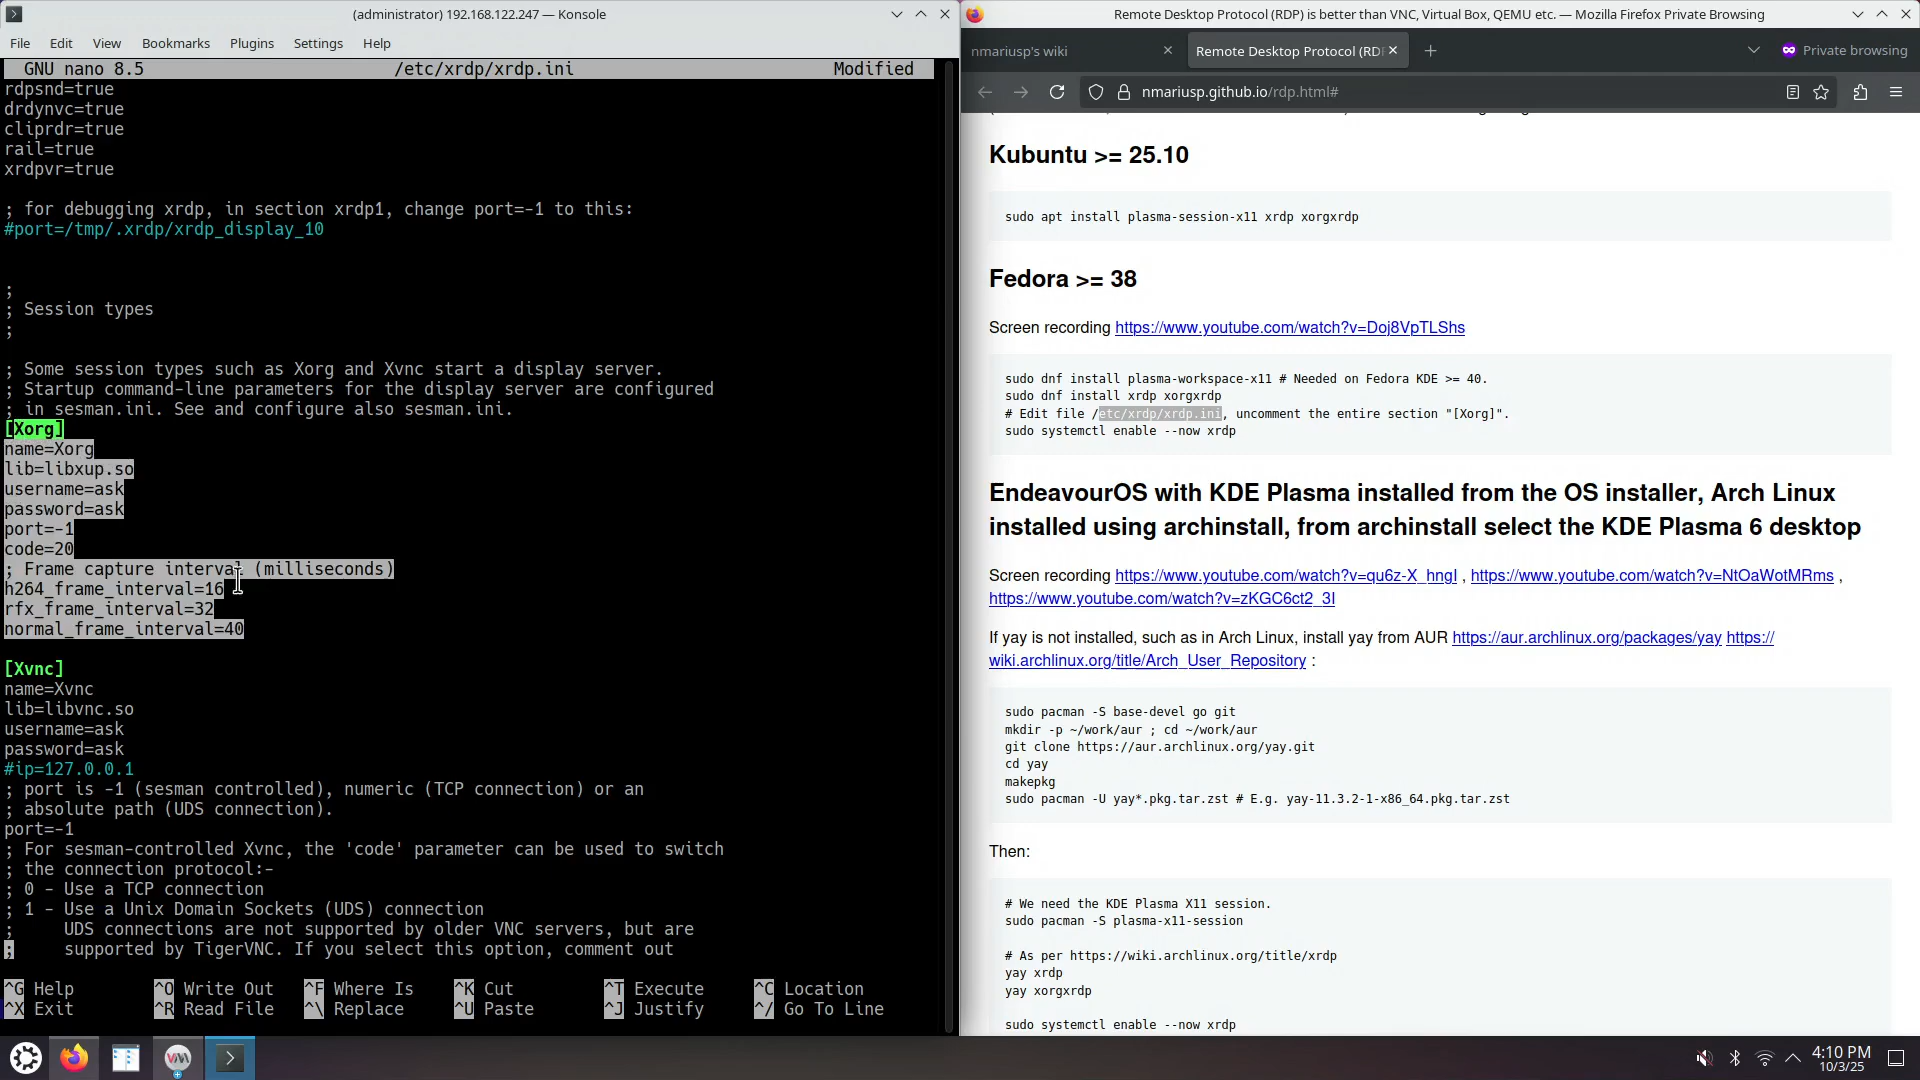 (administrator) 192.168.122.247 — Konsole
File Edit View Bookmarks Plugins Settings Help
GNU nano 8.5 /etc/xrdp/xrdp.ini Modified
rdpsnd=true
drdynvc=true
cliprdr=true
rail=true
xrdpvr=true
; for debugging xrdp, in section xrdp1, change port=-1 to this:
#port=/tmp/.xrdp/xrdp_display_10
;
; Session types
;
; Some session types such as Xorg and Xvnc start a display server.
; Startup command-line parameters for the display server are configured
; in sesman.ini. See and configure also sesman.ini.
[Xorg]
name=Xorg
lib=libxup.so
username=ask
password=ask
port=-1
code=20
; Frame capture interval (milliseconds)
h264_frame_interval=16
rfx_frame_interval=32
normal_frame_interval=40
[Xvnc]
name=Xvnc
lib=libvnc.so
username=ask
password=ask
#ip=127.0.0.1
; port is -1 (sesman controlled), numeric (TCP connection) or an
; absolute path (UDS connection).
port=-1
; For sesman-controlled Xvnc, the 'code' parameter can be used to switch
; the connection protocol:-
; 0 - Use a TCP connection
; 1 - Use a Unix Domain Sockets (UDS) connection
;     UDS connections are not supported by older VNC servers, but are
;     supported by TigerVNC. If you select this option, comment out
^G Help ^O Write Out ^F Where Is ^K Cut ^T Execute ^C Location
^X Exit ^R Read File ^\ Replace ^U Paste ^J Justify ^/ Go To Line
Remote Desktop Protocol (RDP) is better than VNC, Virtual Box, QEMU etc. — Mozilla Firefox Private Browsing
nmariusp's wiki
Remote Desktop Protocol (RD
Private browsing
nmariusp.github.io/rdp.html#
Kubuntu >= 25.10
sudo apt install plasma-session-x11 xrdp xorgxrdp
Fedora >= 38
Screen recording https://www.youtube.com/watch?v=Doj8VpTLShs
sudo dnf install plasma-workspace-x11 # Needed on Fedora KDE >= 40.
sudo dnf install xrdp xorgxrdp
# Edit file /etc/xrdp/xrdp.ini, uncomment the entire section "[Xorg]".
sudo systemctl enable --now xrdp
EndeavourOS with KDE Plasma installed from the OS installer, Arch Linux
installed using archinstall, from archinstall select the KDE Plasma 6 desktop
Screen recording https://www.youtube.com/watch?v=qu6z-X_hngI , https://www.youtube.com/watch?v=NtOaWotMRms ,
https://www.youtube.com/watch?v=zKGC6ct2_3I
If yay is not installed, such as in Arch Linux, install yay from AUR https://aur.archlinux.org/packages/yay https://
wiki.archlinux.org/title/Arch_User_Repository :
sudo pacman -S base-devel go git
mkdir -p ~/work/aur ; cd ~/work/aur
git clone https://aur.archlinux.org/yay.git
cd yay
makepkg
sudo pacman -U yay*.pkg.tar.zst # E.g. yay-11.3.2-1-x86_64.pkg.tar.zst
Then:
# We need the KDE Plasma X11 session.
sudo pacman -S plasma-x11-session
# As per https://wiki.archlinux.org/title/xrdp
yay xrdp
yay xorgxrdp
sudo systemctl enable --now xrdp
4:10 PM
10/3/25